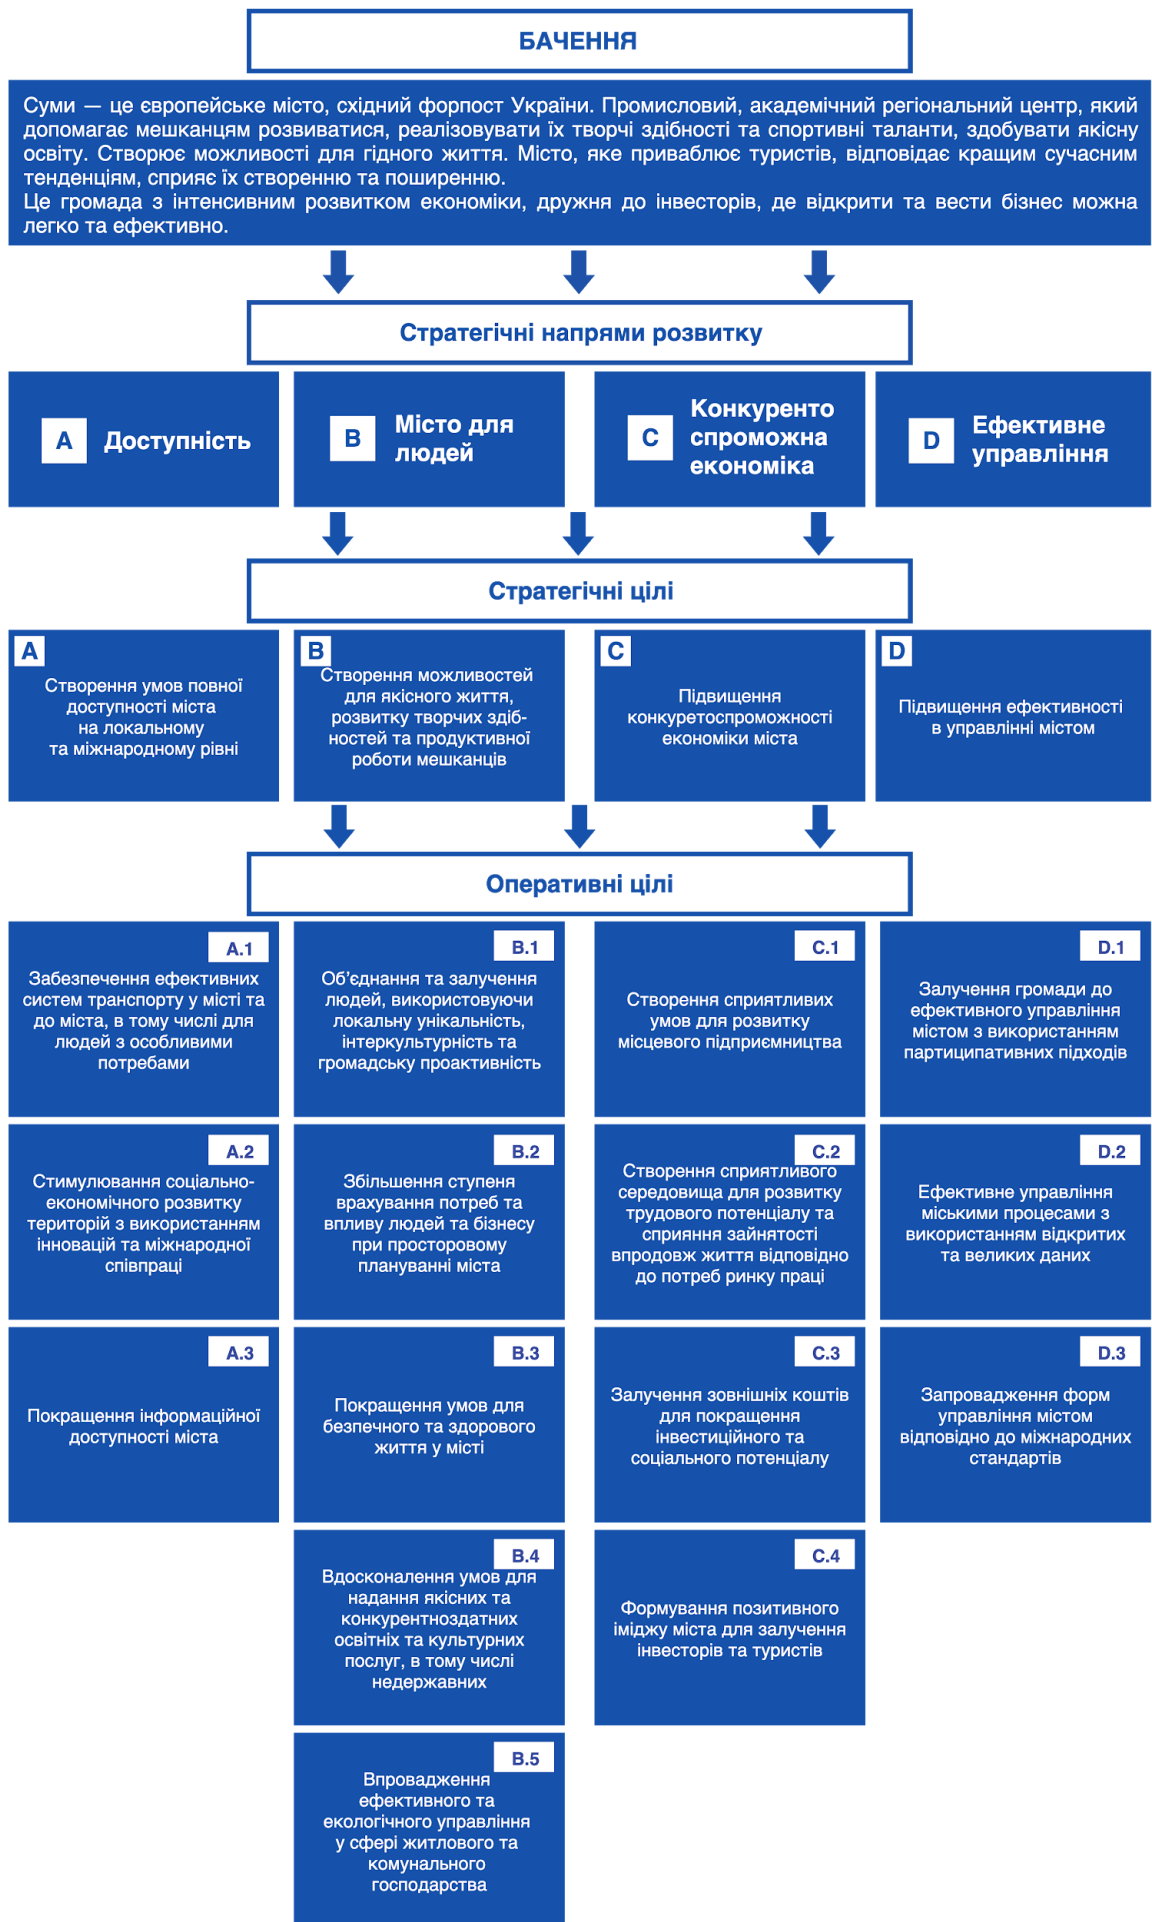 БАЧЕННЯ
Суми — це європейське місто, східний форпост України. Промисловий, академічний регіональний центр, який
допомагає мешканцям розвиватися, реалізовувати їх творчі здібності та спортивні таланти, здобувати якісну
освіту. Створює можливості для гідного життя. Місто, яке приваблює туристів, відповідає кращим сучасним
тенденціям, сприяє їх створенню та поширенню.
Це громада з інтенсивним розвитком економіки, дружня до інвесторів, де відкрити та вести бізнес можна
легко та ефективно.
Стратегічні напрями розвитку
A
Доступність
B
Місто для
людей
C
Конкуренто
спроможна
економіка
D
Ефективне
управління
Стратегічні цілі
A
Створення умов повної
доступності міста
на локальному
та міжнародному рівні
B
Створення можливостей
для якісного життя,
розвитку творчих здіб-
ностей та продуктивної
роботи мешканців
C
Підвищення
конкуретоспроможності
економіки міста
D
Підвищення ефективності
в управлінні містом
Оперативні цілі
A.1
Забезпечення ефективних
систем транспорту у місті та
до міста, в тому числі для
людей з особливими
потребами
B.1
Об’єднання та залучення
людей, використовуючи
локальну унікальність,
інтеркультурність та
громадську проактивність
C.1
Створення сприятливих
умов для розвитку
місцевого підприємництва
D.1
Залучення громади до
ефективного управління
містом з використанням
партиципативних підходів
A.2
Стимулювання соціально-
економічного розвитку
територій з використанням
інновацій та міжнародної
співпраці
B.2
Збільшення ступеня
врахування потреб та
впливу людей та бізнесу
при просторовому
плануванні міста
C.2
Створення сприятливого
середовища для розвитку
трудового потенціалу та
сприяння зайнятості
впродовж життя відповідно
до потреб ринку праці
D.2
Ефективне управління
міськими процесами з
використанням відкритих
та великих даних
A.3
Покращення інформаційної
доступності міста
B.3
Покращення умов для
безпечного та здорового
життя у місті
C.3
Залучення зовнішніх коштів
для покращення
інвестиційного та
соціального потенціалу
D.3
Запровадження форм
управління містом
відповідно до міжнародних
стандартів
B.4
Вдосконалення умов для
надання якісних та
конкурентноздатних
освітніх та культурних
послуг, в тому числі
недержавних
C.4
Формування позитивного
іміджу міста для залучення
інвесторів та туристів
B.5
Впровадження
ефективного та
екологічного управління
у сфері житлового та
комунального
господарства